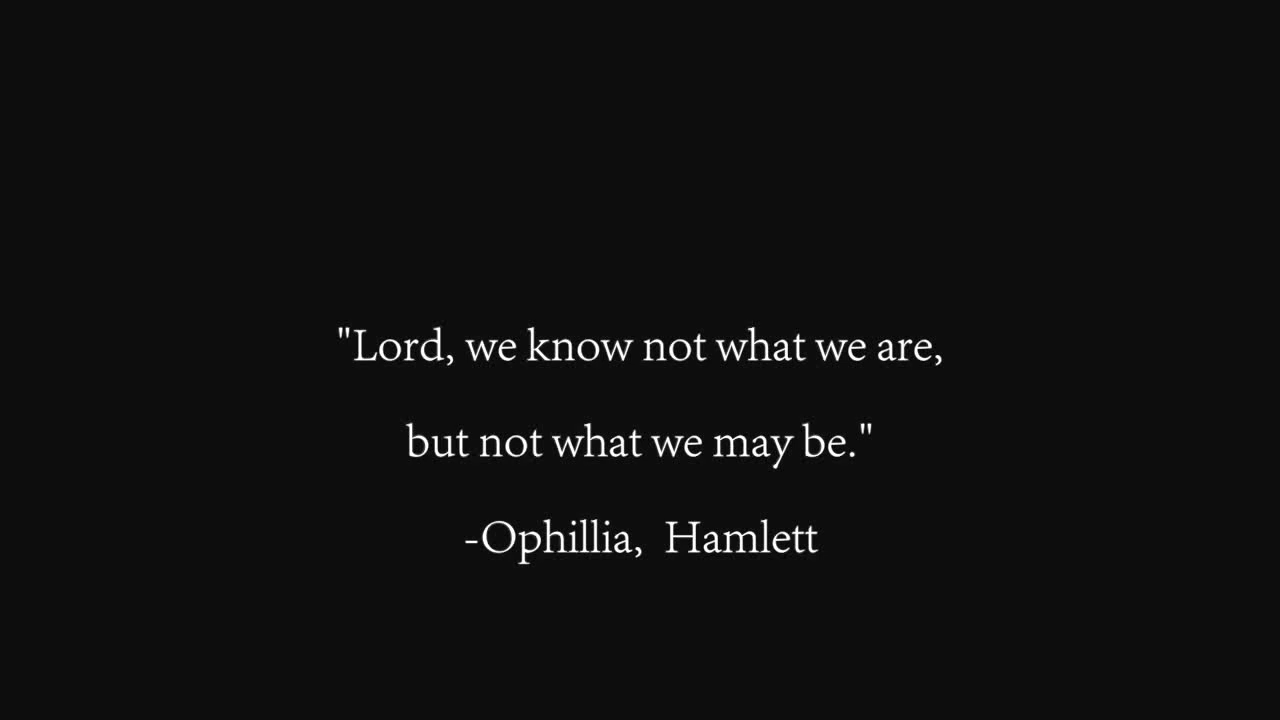 "Lord, we know not what we are,
but not what we may be."
-Ophillia,  Hamlett